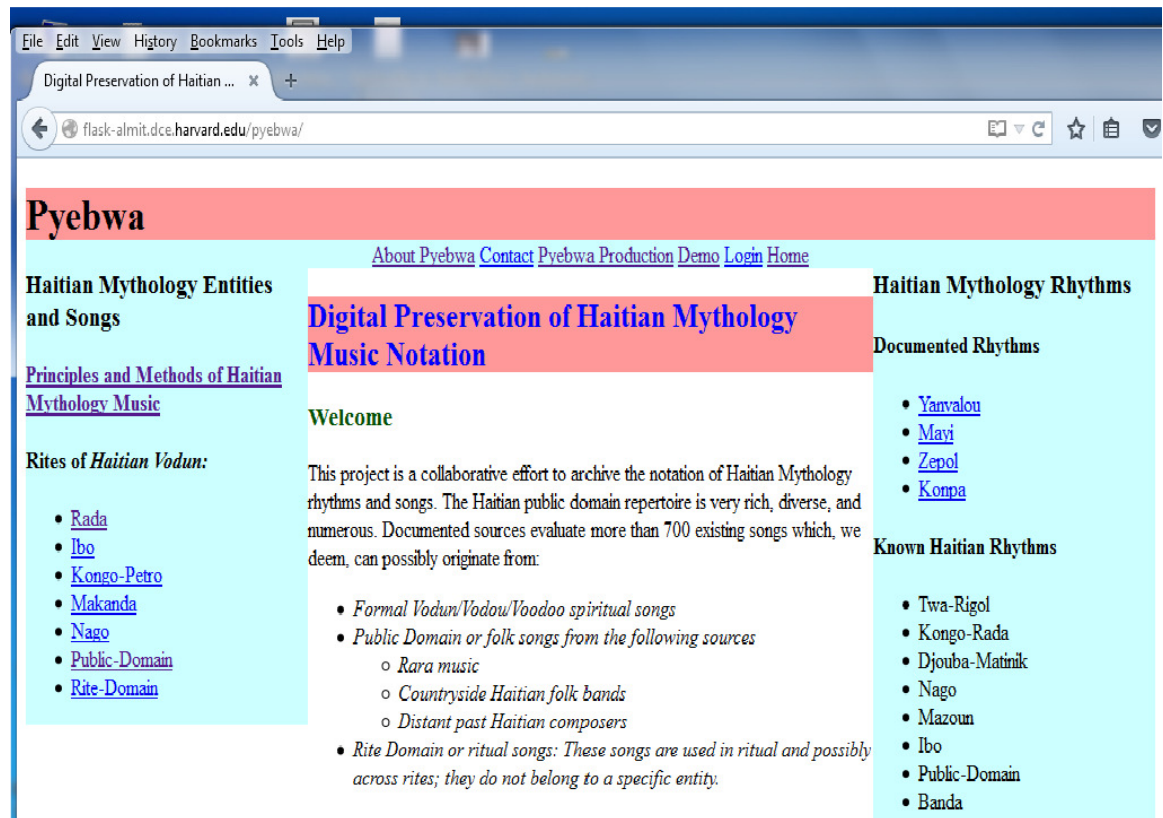 File Edit View History Bookmarks Tools Help
Digital Preservation of Haitian ... × +
flask-almit.dce.harvard.edu/pyebwa/
Pyebwa
About Pyebwa Contact Pyebwa Production Demo Login Home
Haitian Mythology Entities
and Songs
Principles and Methods of Haitian
Mythology Music
Rites of Haitian Vodun:
• Rada
• Ibo
• Kongo-Petro
• Makanda
• Nago
• Public-Domain
• Rite-Domain
Digital Preservation of Haitian Mythology
Music Notation
Welcome
This project is a collaborative effort to archive the notation of Haitian Mythology
rhythms and songs. The Haitian public domain repertoire is very rich, diverse, and
numerous. Documented sources evaluate more than 700 existing songs which, we
deem, can possibly originate from:
• Formal Vodun/Vodou/Voodoo spiritual songs
• Public Domain or folk songs from the following sources
○ Rara music
○ Countryside Haitian folk bands
○ Distant past Haitian composers
• Rite Domain or ritual songs: These songs are used in ritual and possibly
across rites; they do not belong to a specific entity.
Haitian Mythology Rhythms
Documented Rhythms
• Yanvalou
• Mayi
• Zepol
• Konpa
Known Haitian Rhythms
• Twa-Rigol
• Kongo-Rada
• Djouba-Matinik
• Nago
• Mazoun
• Ibo
• Public-Domain
• Banda